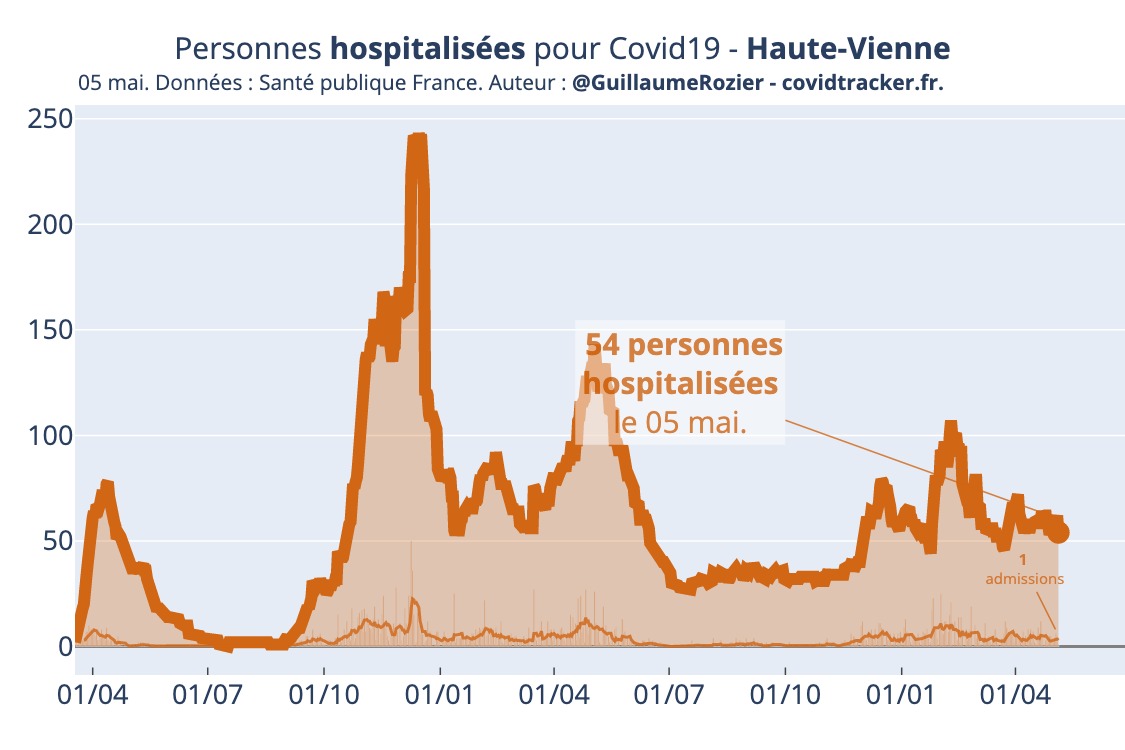 Personnes hospitalisées pour Covid19 - Haute-Vienne
05 mai. Données : Santé publique France. Auteur : @GuillaumeRozier - covidtracker.fr.
250
200
150
100
50
0
54 personnes
hospitalisées
le 05 mai.
1
admissions
01/04 01/07 01/10 01/01 01/04 01/07 01/10 01/01 01/04